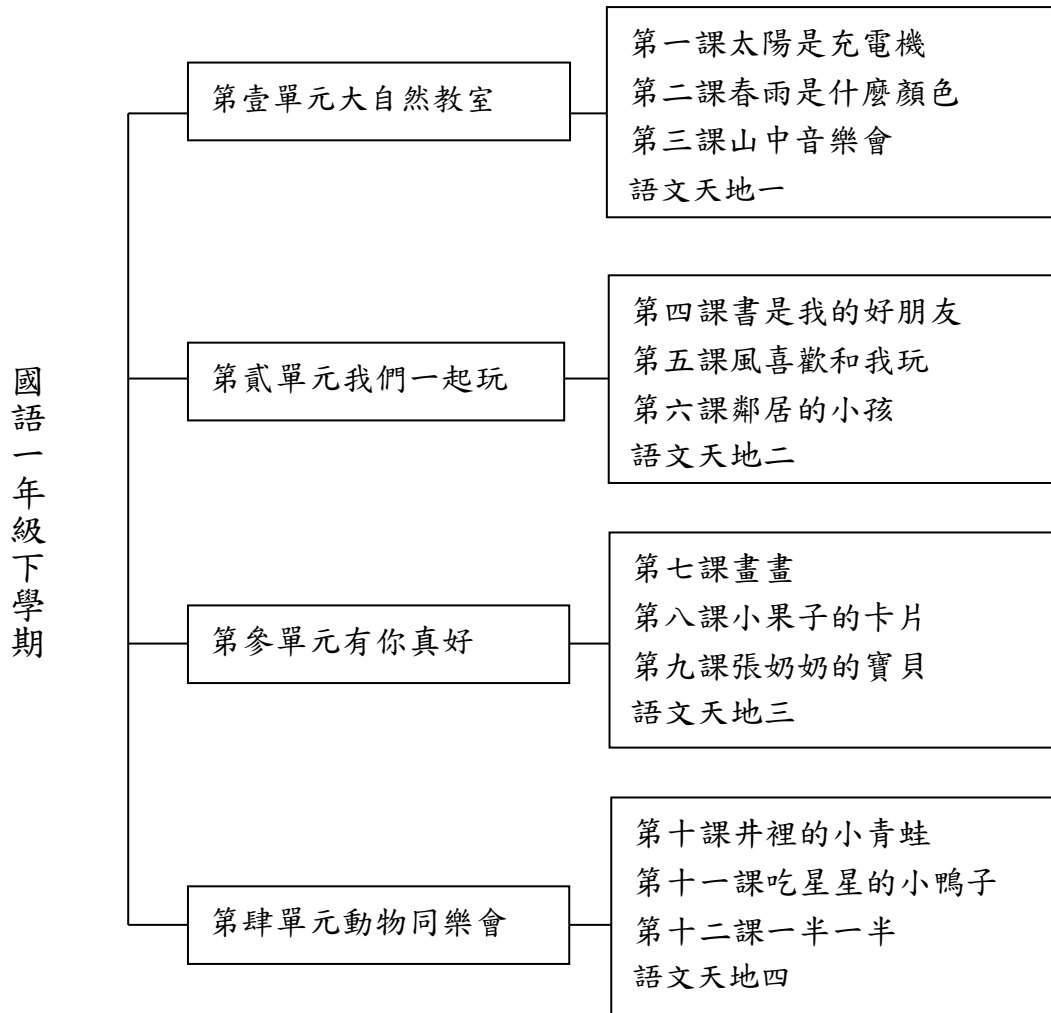 國語一年級下學期
第壹單元大自然教室
第一課太陽是充電機
第二課春雨是什麼顏色
第三課山中音樂會
語文天地一
第貳單元我們一起玩
第四課書是我的好朋友
第五課風喜歡和我玩
第六課鄰居的小孩
語文天地二
第參單元有你真好
第七課畫畫
第八課小果子的卡片
第九課張奶奶的寶貝
語文天地三
第肆單元動物同樂會
第十課井裡的小青蛙
第十一課吃星星的小鴨子
第十二課一半一半
語文天地四